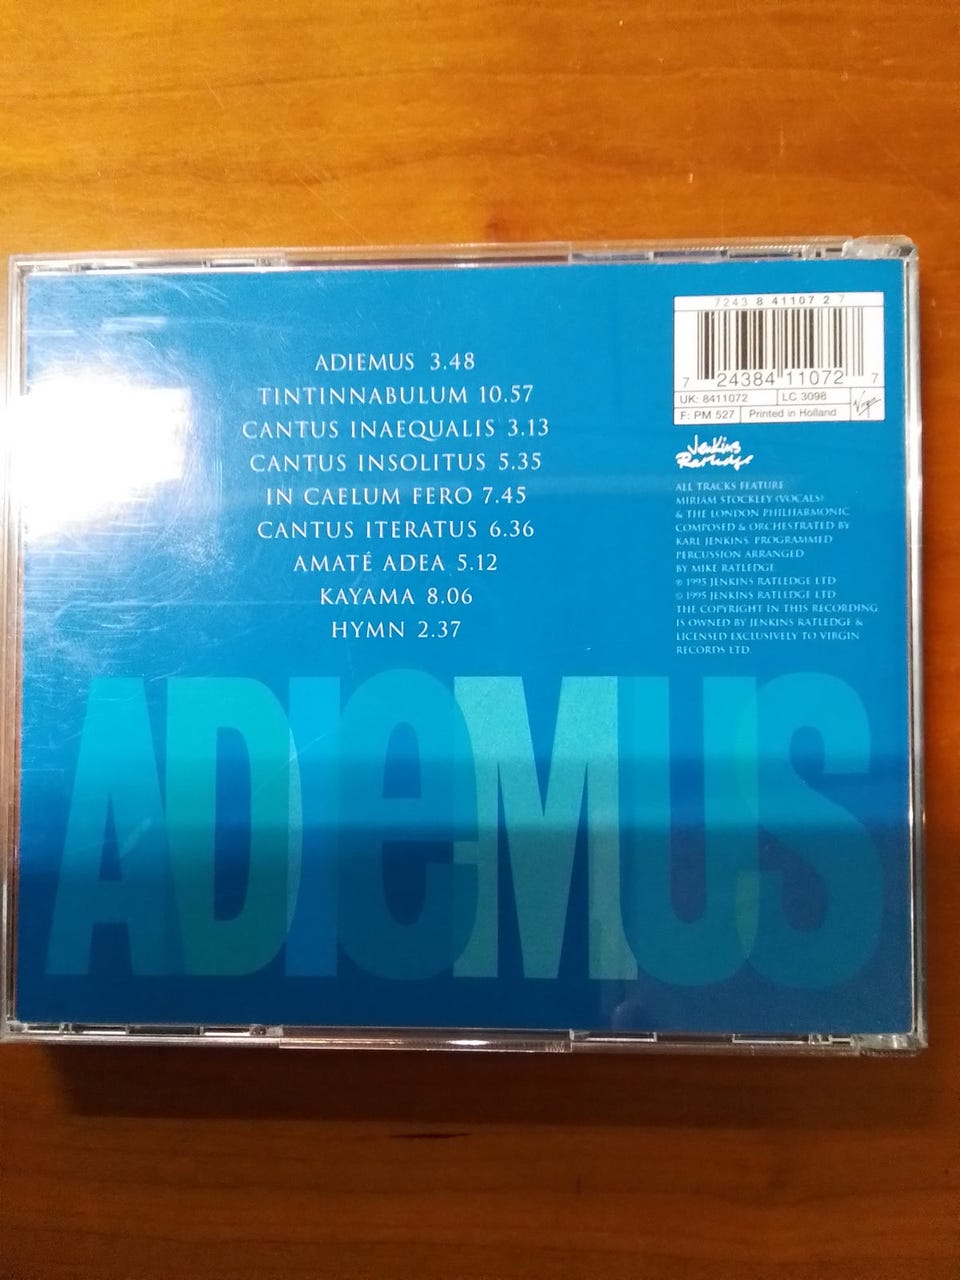 ADIEMUS 3.48
TINTINNABULUM 10.57
CANTUS INAEQUALIS 3.13
CANTUS INSOLITUS 5.35
IN CAELUM FERO 7.45
CANTUS ITERATUS 6.36
AMATÉ ADEA 5.12
KAYAMA 8.06
HYMN 2.37
7243 8 41107 2 7
7 24384 11072 7
UK: 8411072 LC 3098
F: PM 527 Printed in Holland
Virgin
Jenkins
Ratledge
ALL TRACKS FEATURE
MIRIAM STOCKLEY (VOCALS)
& THE LONDON PHILHARMONIC
COMPOSED & ORCHESTRATED BY
KARL JENKINS. PROGRAMMED
PERCUSSION ARRANGED
BY MIKE RATLEDGE
℗ 1995 JENKINS RATLEDGE LTD
© 1995 JENKINS RATLEDGE LTD
THE COPYRIGHT IN THIS RECORDING
IS OWNED BY JENKINS RATLEDGE &
LICENSED EXCLUSIVELY TO VIRGIN
RECORDS LTD.
ADIeMUS